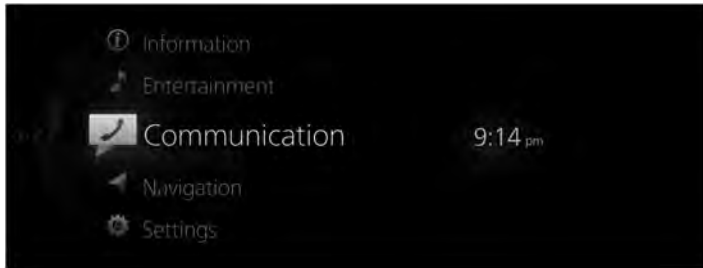 Information
Entertainment
Communication 9:14 pm
Navigation
Settings